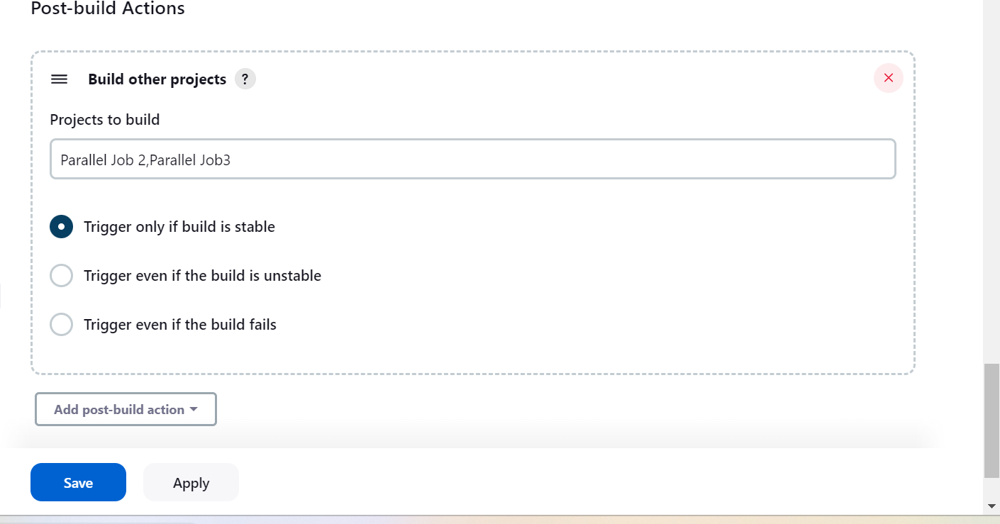 Post-build Actions
Build other projects ?
Projects to build
Parallel Job 2,Parallel Job3
Trigger only if build is stable
Trigger even if the build is unstable
Trigger even if the build fails
Add post-build action
Save Apply